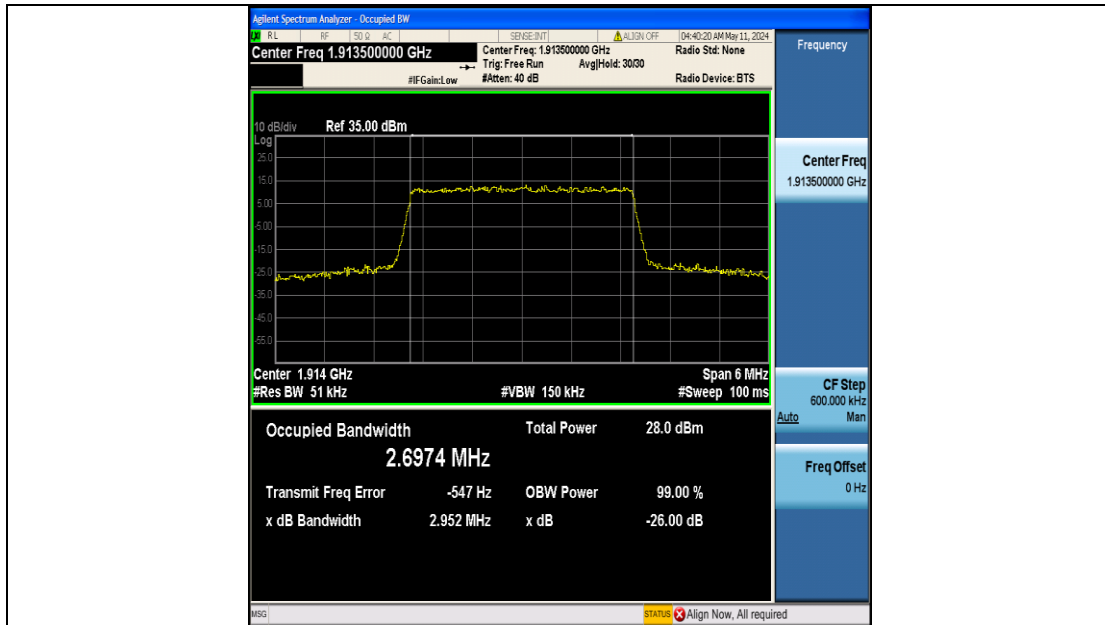 Agilent Spectrum Analyzer - Occupied BW
RL RF 50 Ω AC SENSE:INT ALIGN OFF 04:40:20 AM May 11, 2024
Center Freq 1.913500000 GHz
Center Freq: 1.913500000 GHz Radio Std: None
Trig: Free Run Avg|Hold: 30/30
#IFGain:Low #Atten: 40 dB Radio Device: BTS
10 dB/div Ref 35.00 dBm
Log
25.0
15.0
5.00
-5.00
-15.0
-25.0
-35.0
-45.0
-55.0
Center 1.914 GHz Span 6 MHz
#Res BW 51 kHz #VBW 150 kHz #Sweep 100 ms
Occupied Bandwidth Total Power 28.0 dBm
2.6974 MHz
Transmit Freq Error -547 Hz OBW Power 99.00 %
x dB Bandwidth 2.952 MHz x dB -26.00 dB
Frequency
Center Freq
1.913500000 GHz
CF Step
600.000 kHz
Auto Man
Freq Offset
0 Hz
MSG STATUS Align Now, All required